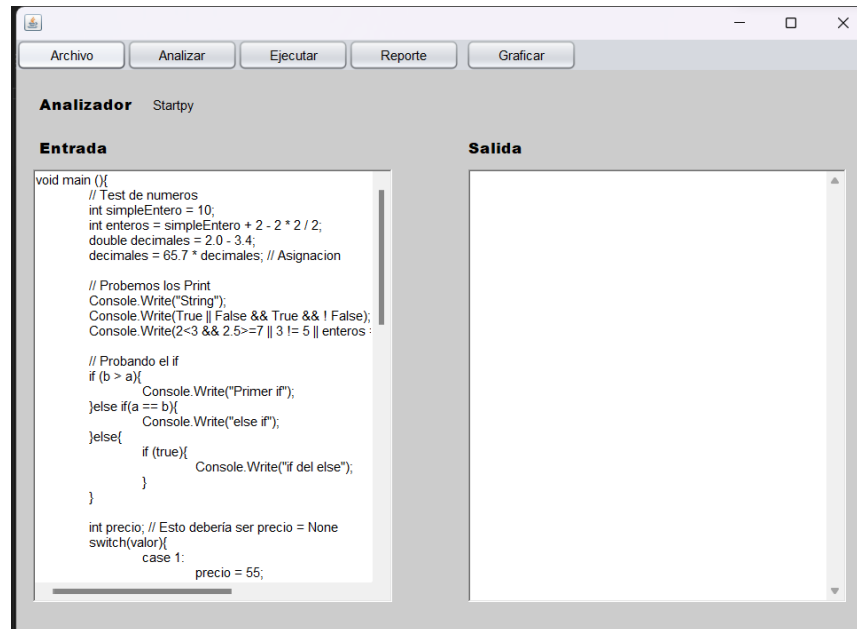 Archivo Analizar Ejecutar Reporte Graficar
Analizador Startpy
Entrada Salida
void main (){
// Test de numeros
int simpleEntero = 10;
int enteros = simpleEntero + 2 - 2 * 2 / 2;
double decimales = 2.0 - 3.4;
decimales = 65.7 * decimales; // Asignacion
// Probemos los Print
Console.Write("String");
Console.Write(True || False && True && ! False);
Console.Write(2<3 && 2.5>=7 || 3 != 5 || enteros
// Probando el if
if (b > a){
Console.Write("Primer if");
}else if(a == b){
Console.Write("else if");
}else{
if (true){
Console.Write("if del else");
}
}
int precio; // Esto debería ser precio = None
switch(valor){
case 1:
precio = 55;